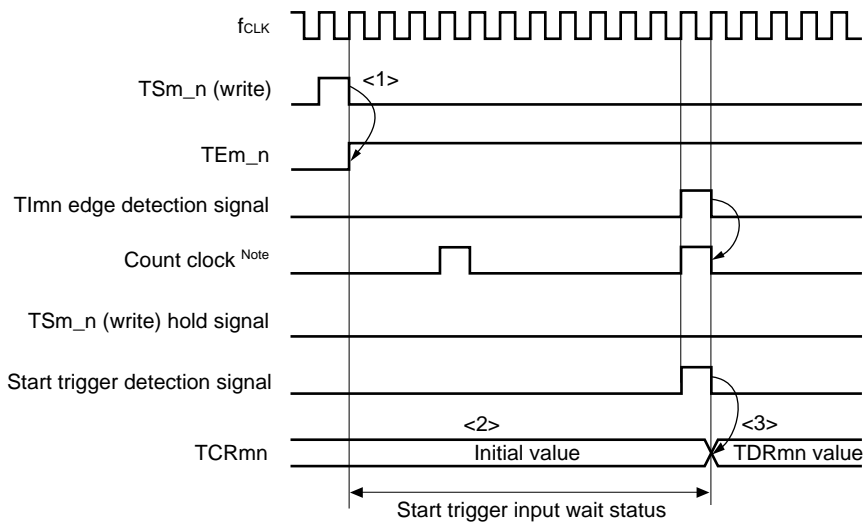 fCLK
TSm_n (write)
<1>
TEm_n
TImn edge detection signal
Count clock Note
TSm_n (write) hold signal
Start trigger detection signal
<2>
<3>
TCRmn
Initial value
TDRmn value
Start trigger input wait status